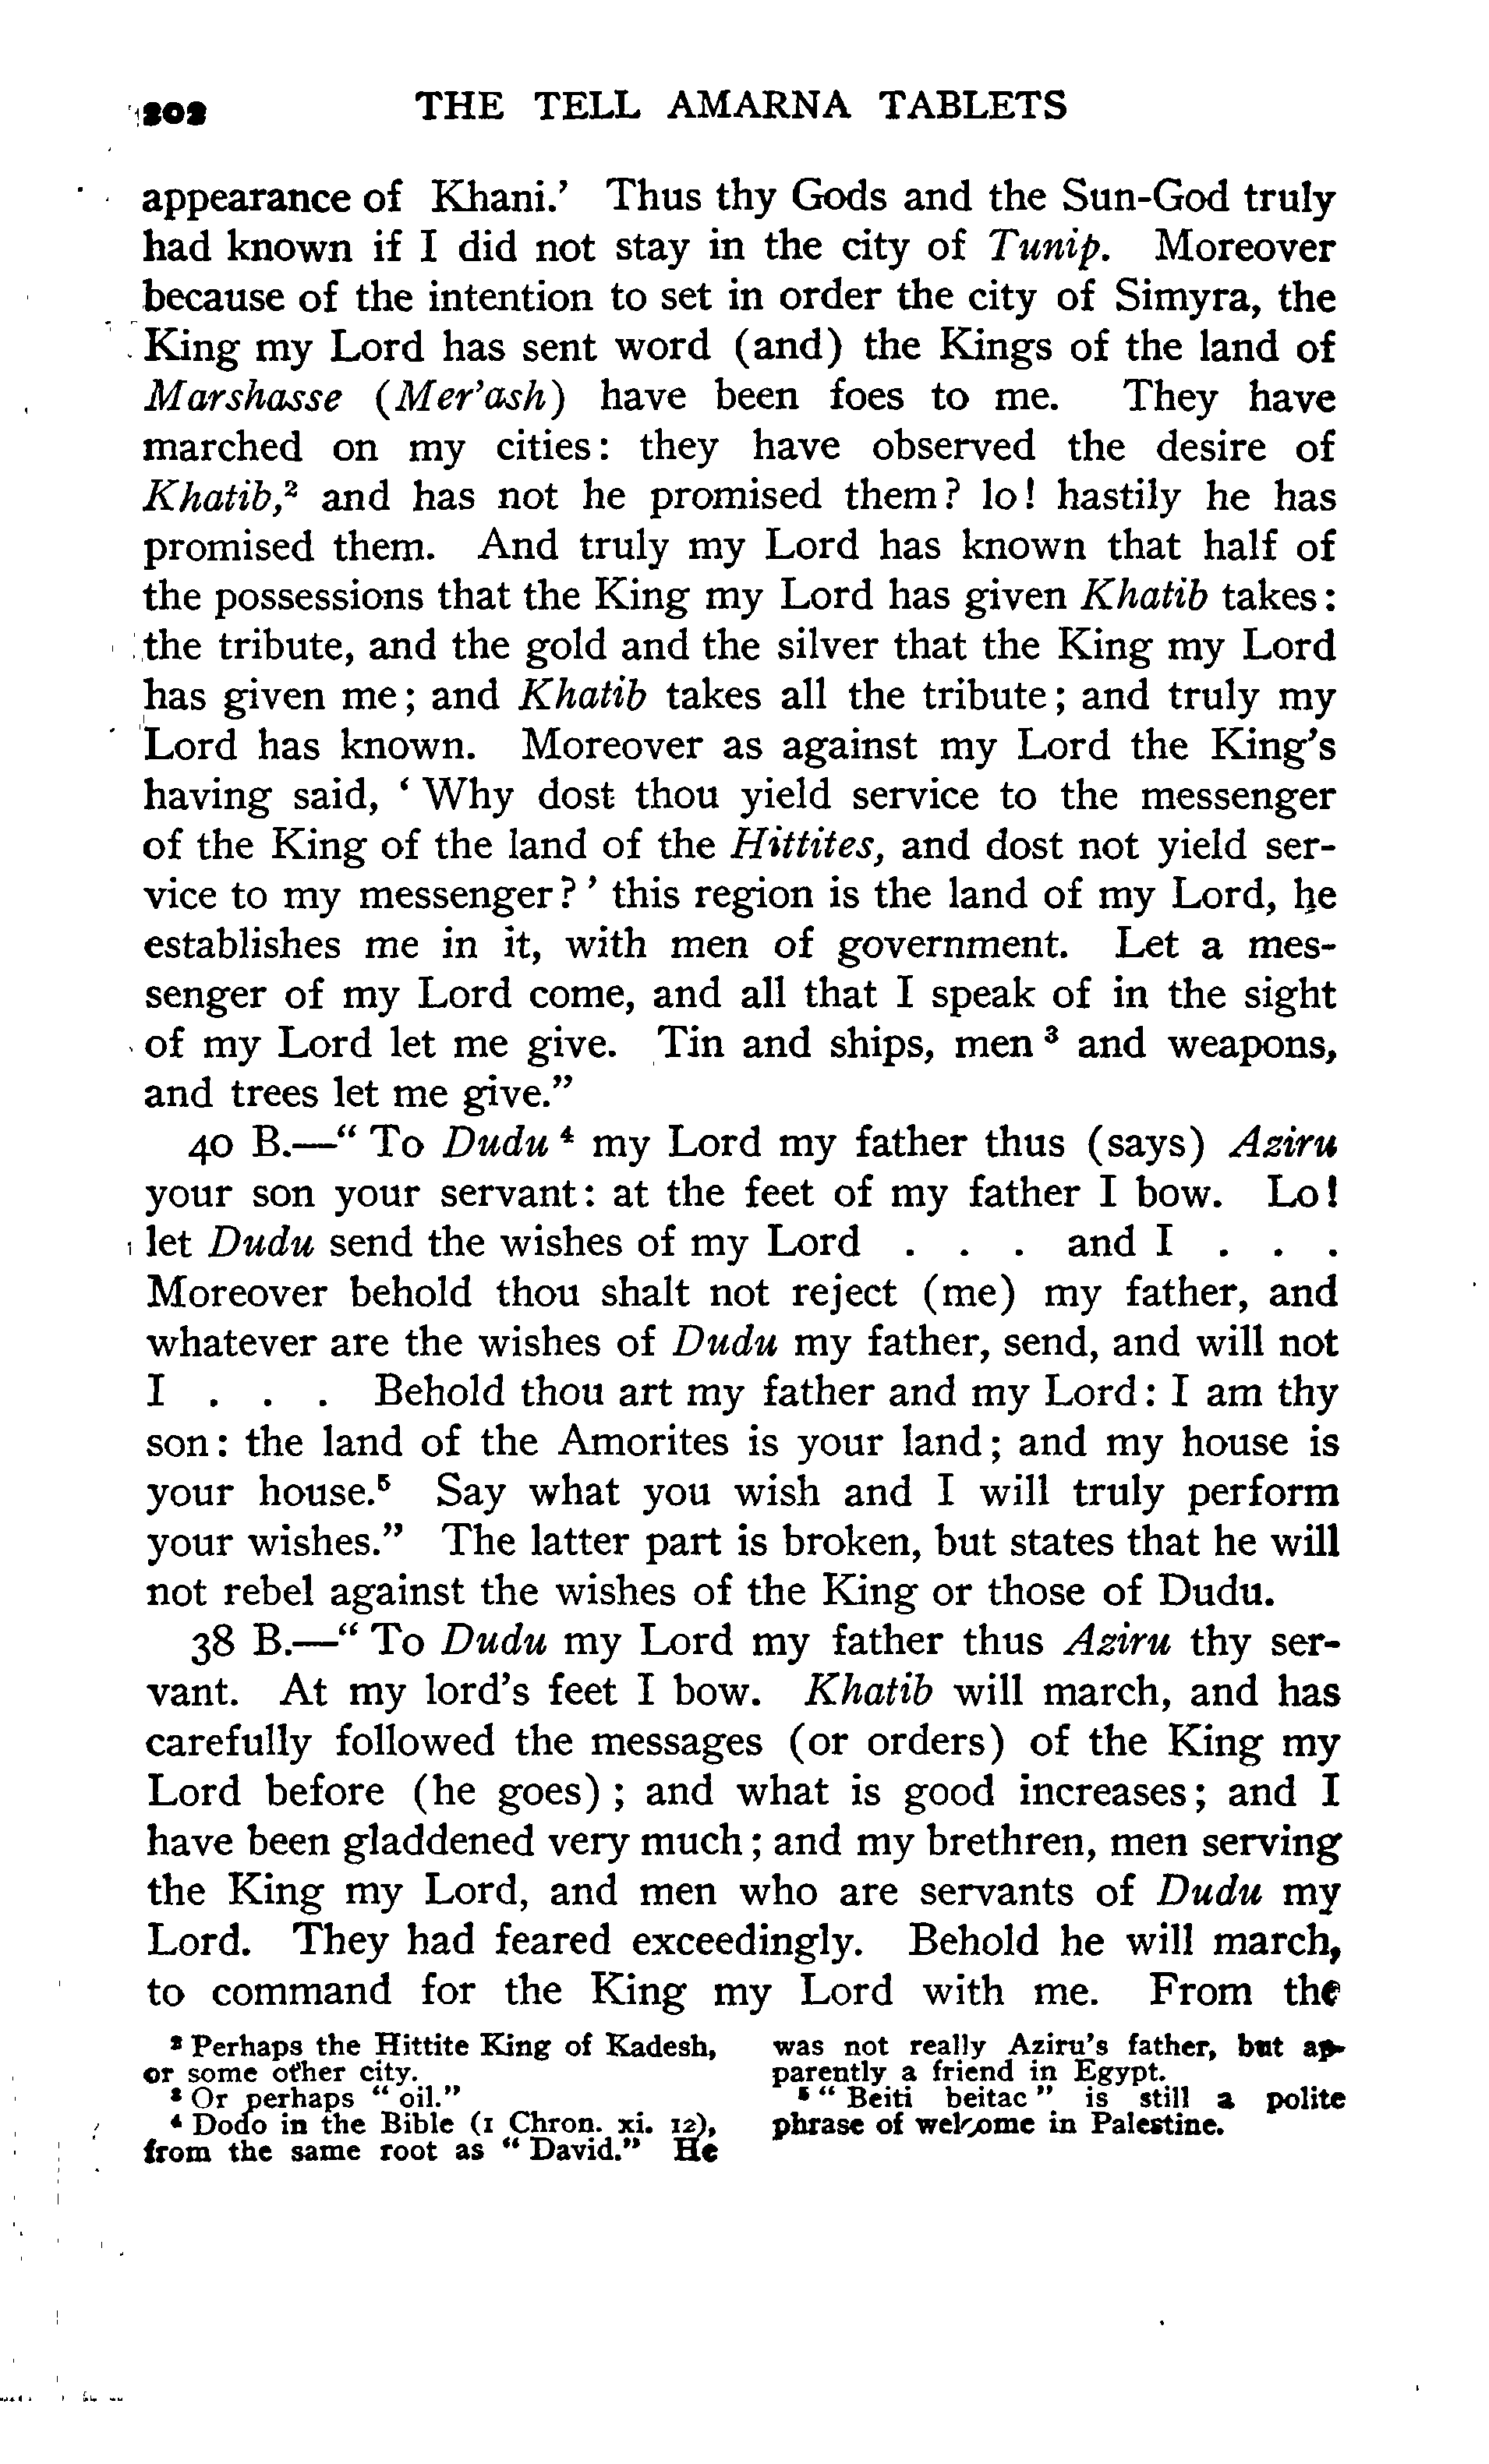 202 THE TELL AMARNA TABLETS
appearance of Khani.’ Thus thy Gods and the Sun-God truly
had known if I did not stay in the city of Tunip. Moreover
because of the intention to set in order the city of Simyra, the
King my Lord has sent word (and) the Kings of the land of
Marshasse (Mer’ash) have been foes to me. They have
marched on my cities: they have observed the desire of
Khatib,² and has not he promised them? lo! hastily he has
promised them. And truly my Lord has known that half of
the possessions that the King my Lord has given Khatib takes:
the tribute, and the gold and the silver that the King my Lord
has given me; and Khatib takes all the tribute; and truly my
Lord has known. Moreover as against my Lord the King’s
having said, ‘Why dost thou yield service to the messenger
of the King of the land of the Hittites, and dost not yield ser-
vice to my messenger?’ this region is the land of my Lord, he
establishes me in it, with men of government. Let a mes-
senger of my Lord come, and all that I speak of in the sight
of my Lord let me give. Tin and ships, men ³ and weapons,
and trees let me give.”
40 B.—“To Dudu ⁴ my Lord my father thus (says) Aziru
your son your servant: at the feet of my father I bow. Lo!
let Dudu send the wishes of my Lord . . . and I . . .
Moreover behold thou shalt not reject (me) my father, and
whatever are the wishes of Dudu my father, send, and will not
I . . . Behold thou art my father and my Lord: I am thy
son: the land of the Amorites is your land; and my house is
your house.⁵ Say what you wish and I will truly perform
your wishes.” The latter part is broken, but states that he will
not rebel against the wishes of the King or those of Dudu.
38 B.—“To Dudu my Lord my father thus Aziru thy ser-
vant. At my lord’s feet I bow. Khatib will march, and has
carefully followed the messages (or orders) of the King my
Lord before (he goes); and what is good increases; and I
have been gladdened very much; and my brethren, men serving
the King my Lord, and men who are servants of Dudu my
Lord. They had feared exceedingly. Behold he will march,
to command for the King my Lord with me. From the
² Perhaps the Hittite King of Kadesh,
or some other city.
³ Or perhaps “oil.”
⁴ Dodo in the Bible (1 Chron. xi. 12),
from the same root as “David.” He
was not really Aziru’s father, but ap-
parently a friend in Egypt.
⁵ “Beiti beitac” is still a polite
phrase of welcome in Palestine.